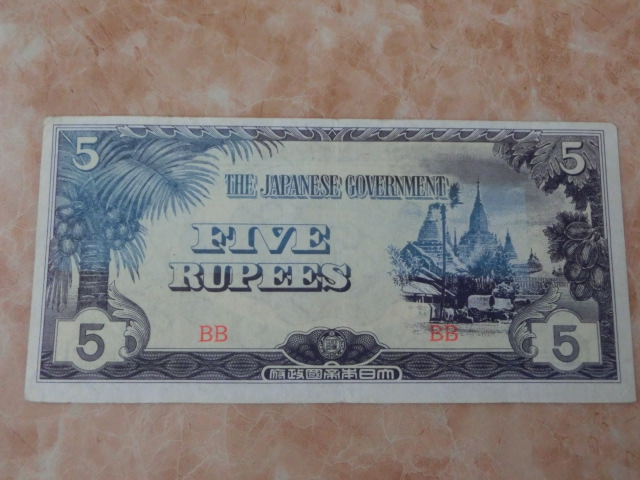 5 5
THE JAPANESE GOVERNMENT
FIVE
RUPEES
BB BB
5 5
府政國帝本日大